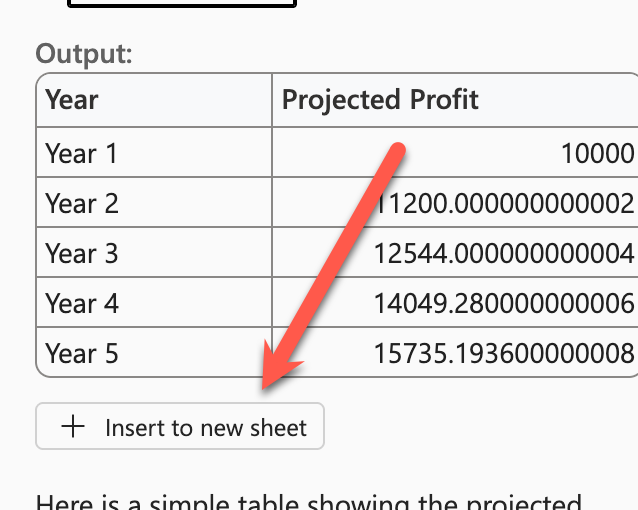 Output:
Year Projected Profit
Year 1 10000
Year 2 11200.000000000002
Year 3 12544.000000000004
Year 4 14049.280000000006
Year 5 15735.193600000008
+ Insert to new sheet
Here is a simple table showing the projected